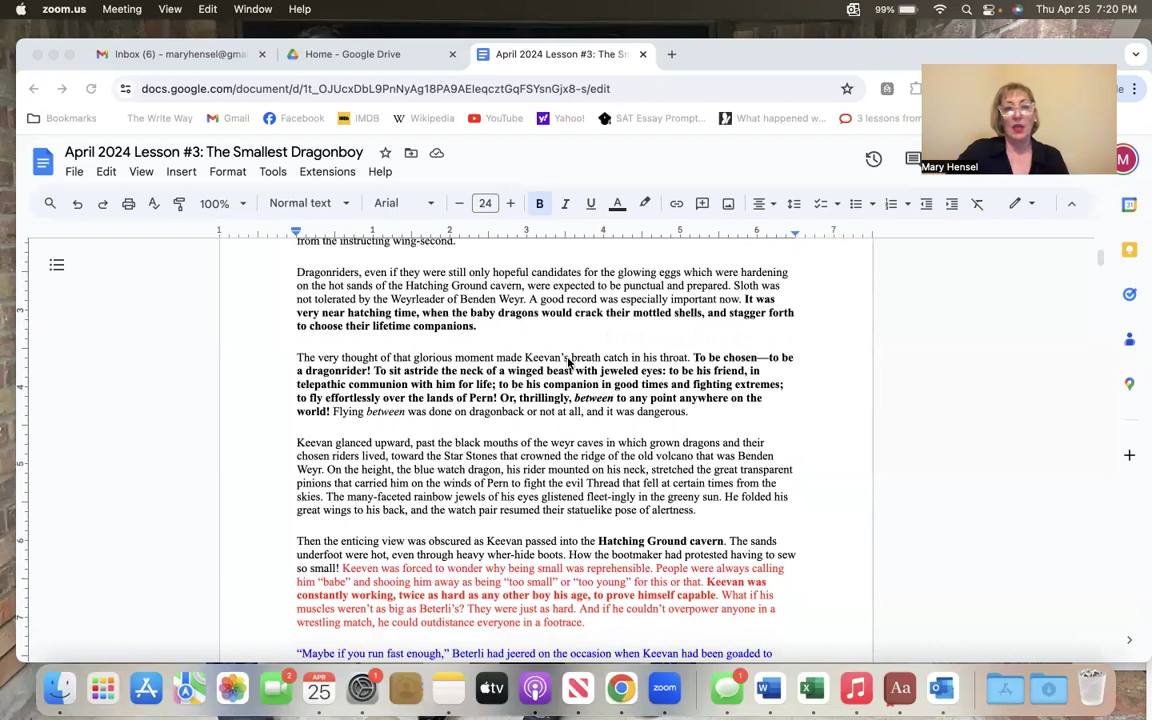 zoom.us Meeting View Edit Window Help 99% Thu Apr 25 7:20 PM
Inbox (6) - maryhensel@gma Home - Google Drive April 2024 Lesson #3: The Sm
docs.google.com/document/d/1t_OJUcxDbL9PnNyAg18PA9AEleqcztGqFSYsnGjx8-s/edit
Bookmarks The Write Way Gmail Facebook IMDB Wikipedia YouTube Yahoo! SAT Essay Prompt... What happened w... 3 lessons from
Mary Hensel
April 2024 Lesson #3: The Smallest Dragonboy
File Edit View Insert Format Tools Extensions Help
100% Normal text Arial 24
1 1 2 3 4 5 6 7
from the instructing wing-second.
Dragonriders, even if they were still only hopeful candidates for the glowing eggs which were hardening
on the hot sands of the Hatching Ground cavern, were expected to be punctual and prepared. Sloth was
not tolerated by the Weyrleader of Benden Weyr. A good record was especially important now. It was
very near hatching time, when the baby dragons would crack their mottled shells, and stagger forth
to choose their lifetime companions.
The very thought of that glorious moment made Keevan's breath catch in his throat. To be chosen—to be
a dragonrider! To sit astride the neck of a winged beast with jeweled eyes: to be his friend, in
telepathic communion with him for life; to be his companion in good times and fighting extremes;
to fly effortlessly over the lands of Pern! Or, thrillingly, between to any point anywhere on the
world! Flying between was done on dragonback or not at all, and it was dangerous.
Keevan glanced upward, past the black mouths of the weyr caves in which grown dragons and their
chosen riders lived, toward the Star Stones that crowned the ridge of the old volcano that was Benden
Weyr. On the height, the blue watch dragon, his rider mounted on his neck, stretched the great transparent
pinions that carried him on the winds of Pern to fight the evil Thread that fell at certain times from the
skies. The many-faceted rainbow jewels of his eyes glistened fleet-ingly in the greeny sun. He folded his
great wings to his back, and the watch pair resumed their statuelike pose of alertness.
Then the enticing view was obscured as Keevan passed into the Hatching Ground cavern. The sands
underfoot were hot, even through heavy wher-hide boots. How the bootmaker had protested having to sew
so small! Keeven was forced to wonder why being small was reprehensible. People were always calling
him “babe” and shooing him away as being “too small” or “too young” for this or that. Keevan was
constantly working, twice as hard as any other boy his age, to prove himself capable. What if his
muscles weren't as big as Beterli's? They were just as hard. And if he couldn't overpower anyone in a
wrestling match, he could outdistance everyone in a footrace.
“Maybe if you run fast enough,” Beterli had jeered on the occasion when Keevan had been goaded to